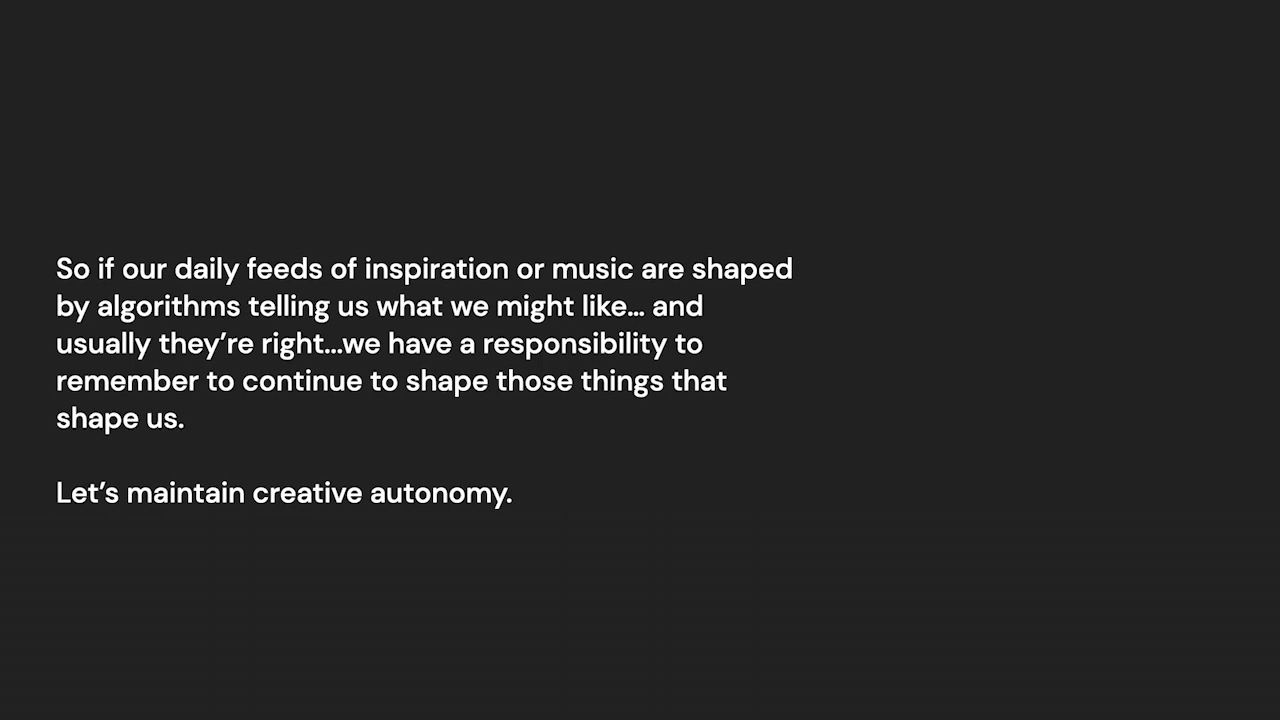 So if our daily feeds of inspiration or music are shaped
by algorithms telling us what we might like... and
usually they’re right...we have a responsibility to
remember to continue to shape those things that
shape us.
Let’s maintain creative autonomy.